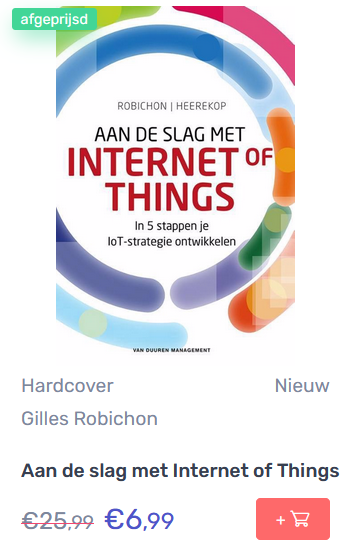 afgeprijsd
ROBICHON | HEEREKOP
AAN DE SLAG MET
INTERNET OF
THINGS
In 5 stappen je
IoT-strategie ontwikkelen
VAN DUUREN MANAGEMENT
Hardcover Nieuw
Gilles Robichon
Aan de slag met Internet of Things
€25,99 €6,99 +